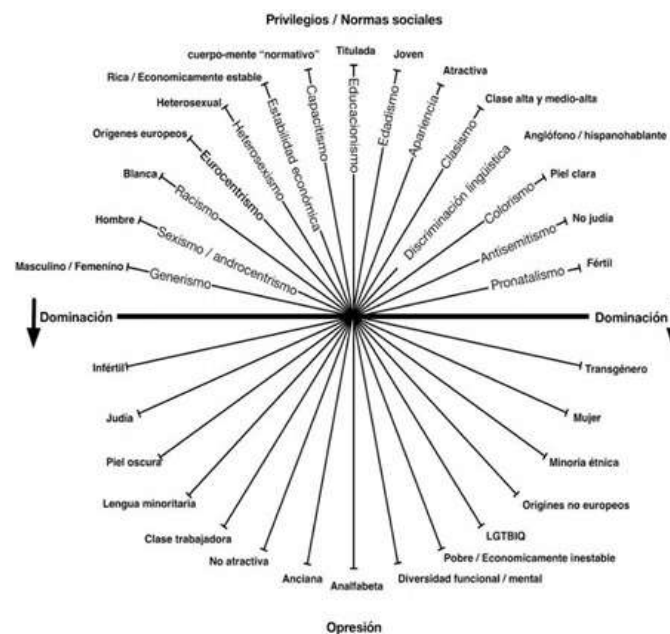 Privilegios / Normas sociales
cuerpo-mente "normativo"
Titulada
Joven
Rica / Economicamente estable
Atractiva
Heterosexual
Clase alta y medio-alta
Orígenes europeos
Anglófono / hispanohablante
Blanca
Piel clara
Hombre
No judía
Masculino / Femenino
Fértil
Generismo
Sexismo / androcentrismo
Racismo
Eurocentrismo
Heterosexismo
Estabilidad económica
Capacitismo
Educacionismo
Edadismo
Apariencia
Clasismo
Discriminación lingüística
Colorismo
Antisemitismo
Pronatalismo
Dominación
Dominación
Infértil
Transgénero
Judía
Mujer
Piel oscura
Minoría étnica
Lengua minoritaria
Orígines no europeos
Clase trabajadora
LGTBIQ
No atractiva
Pobre / Economicamente inestable
Anciana
Analfabeta
Diversidad funcional / mental
Opresión